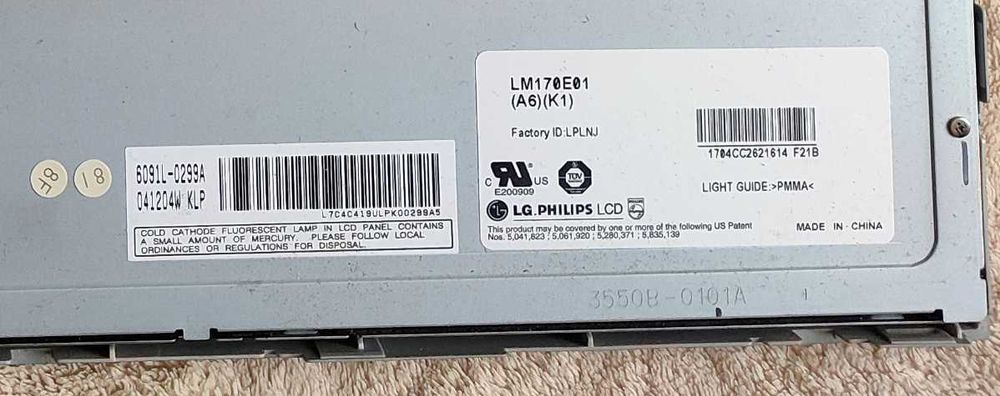 8F
81
6091L-0299A
041204W KLP
L7C4C419ULPK00299A5
COLD CATHODE FLUORESCENT LAMP IN LCD PANEL CONTAINS
A SMALL AMOUNT OF MERCURY. PLEASE FOLLOW LOCAL
ORDINANCES OR REGULATIONS FOR DISPOSAL.
LM170E01
(A6)(K1)
Factory ID:LPLNJ
1704CC2621614 F21B
C UL US
E200909
TÜV
LIGHT GUIDE:>PMMA<
LG.PHILIPS LCD
This product may be covered by one or more of the following US Patent
Nos. 5,041,823 ; 5,061,920 ; 5,280,371 ; 5,835,139
MADE IN CHINA
3550B-0101A